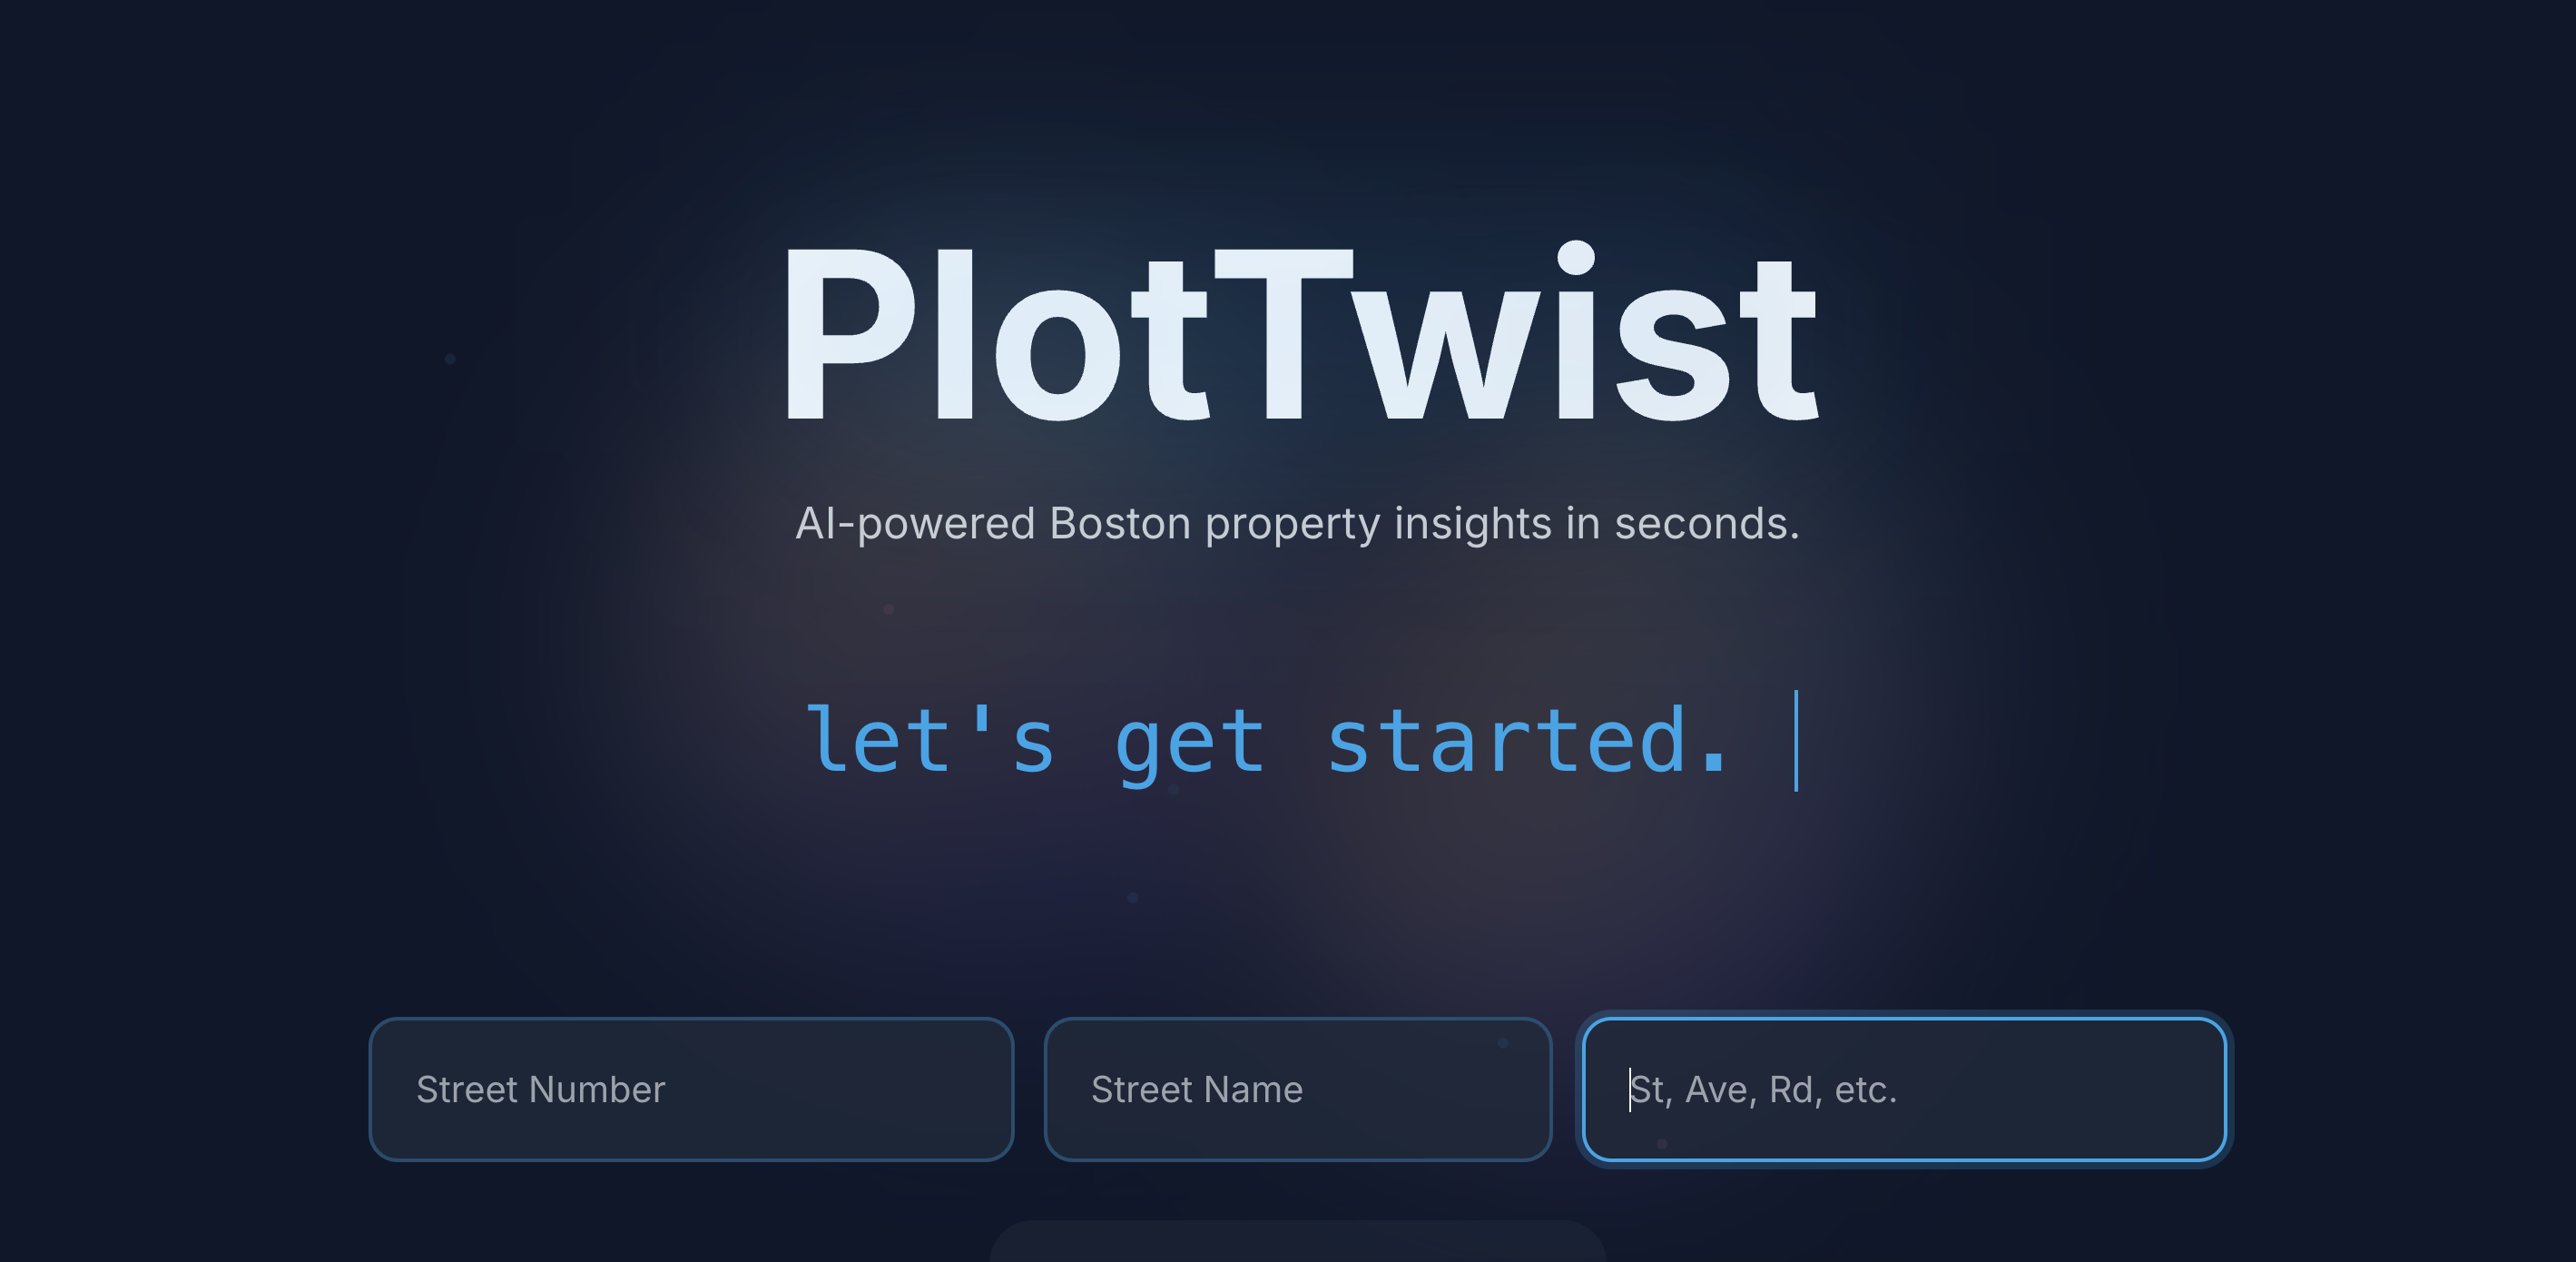 PlotTwist
AI-powered Boston property insights in seconds.
let's get started.
Street Number
Street Name
St, Ave, Rd, etc.